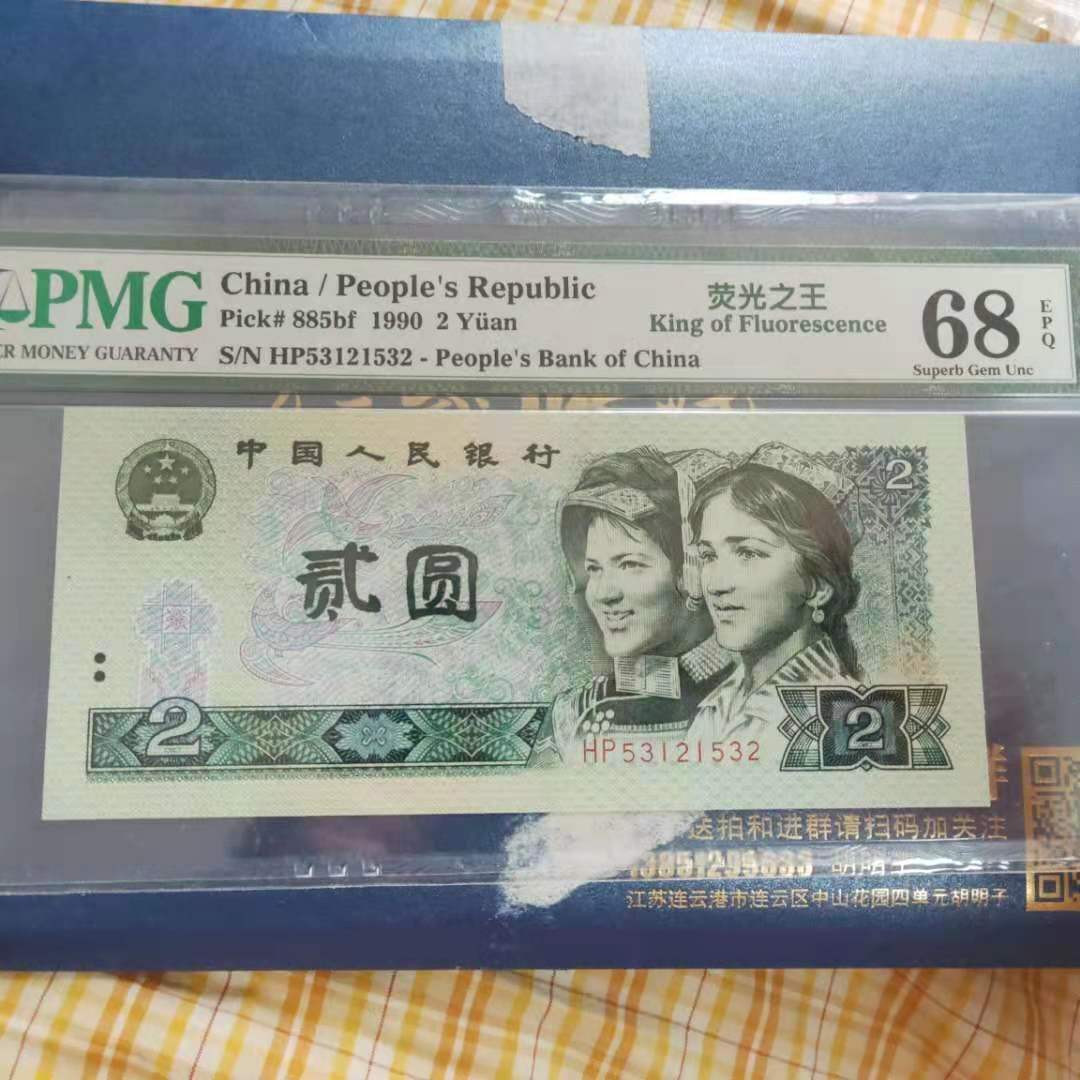 PMG
ER MONEY GUARANTY
China / People's Republic
Pick# 885bf 1990 2 Yüan
S/N HP53121532 - People's Bank of China
荧光之王
King of Fluorescence
68
EPQ
Superb Gem Unc
中国人民银行
2
贰圆
2
2
HP53121532
群
送拍和进群请扫码加关注
江苏连云港市连云区中山花园四单元胡明子